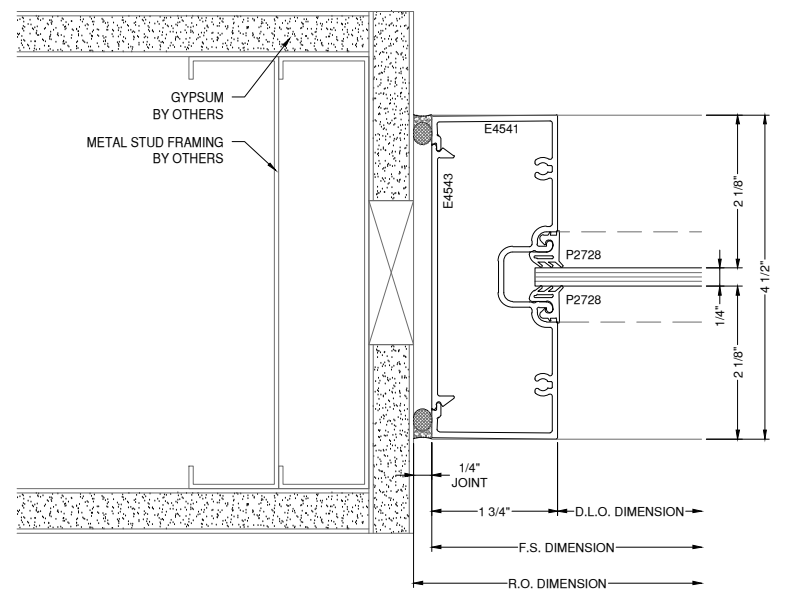 GYPSUM
BY OTHERS
METAL STUD FRAMING
BY OTHERS
E4541
E4543
P2728
P2728
2 1/8"
4 1/2"
1/4"
2 1/8"
1/4"
JOINT
1 3/4"
D.L.O. DIMENSION
F.S. DIMENSION
R.O. DIMENSION